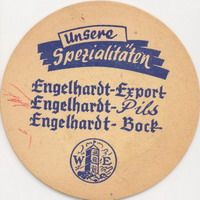 Unsere
Spezialitäten
Engelhardt-Export
Engelhardt-Pils
Engelhardt-Bock
W E